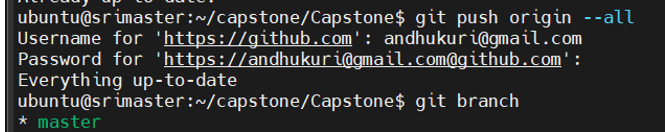 Already up-to-date.
ubuntu@srimaster:~/capstone/Capstone$ git push origin --all
Username for 'https://github.com': andhukuri@gmail.com
Password for 'https://andhukuri@gmail.com@github.com':
Everything up-to-date
ubuntu@srimaster:~/capstone/Capstone$ git branch
* master